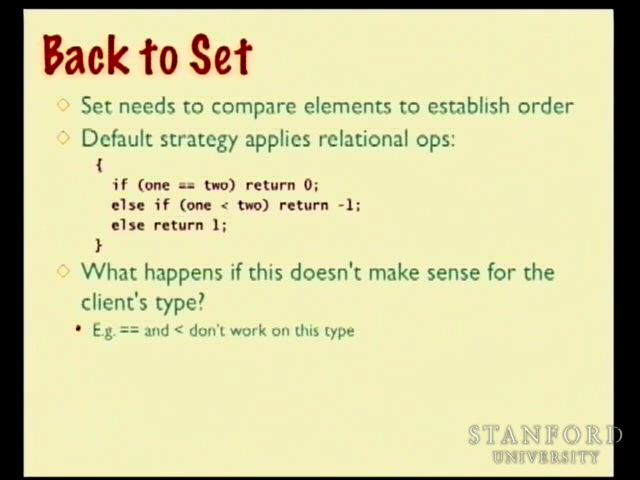 Back to Set
Set needs to compare elements to establish order
Default strategy applies relational ops:
{
if (one == two) return 0;
else if (one < two) return -1;
else return 1;
}
What happens if this doesn't make sense for the
client's type?
E.g. == and < don't work on this type
STANFORD
UNIVERSITY